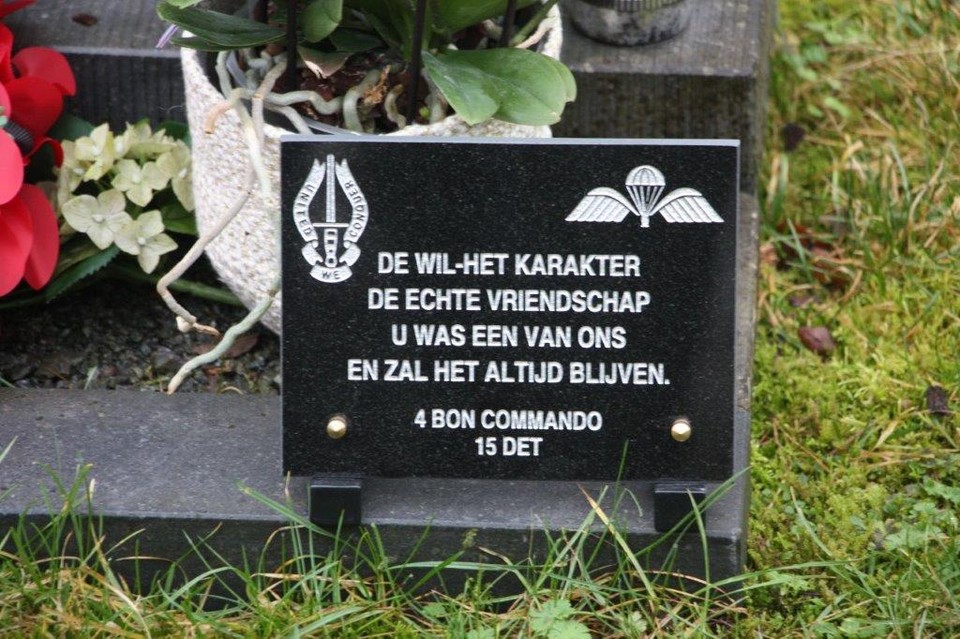 UNITED WE CONQUER
DE WIL-HET KARAKTER
DE ECHTE VRIENDSCHAP
U WAS EEN VAN ONS
EN ZAL HET ALTIJD BLIJVEN.
4 BON COMMANDO
15 DET